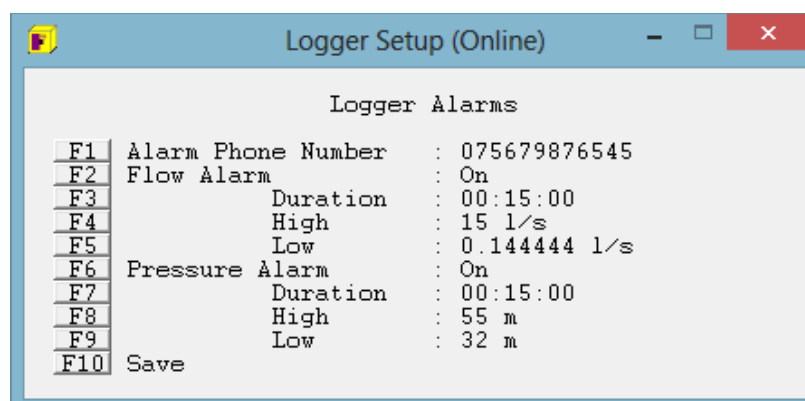 F
Logger Setup (Online)
Logger Alarms
F1 Alarm Phone Number : 075679876545
F2 Flow Alarm : On
F3 Duration : 00:15:00
F4 High : 15 l/s
F5 Low : 0.144444 l/s
F6 Pressure Alarm : On
F7 Duration : 00:15:00
F8 High : 55 m
F9 Low : 32 m
F10 Save